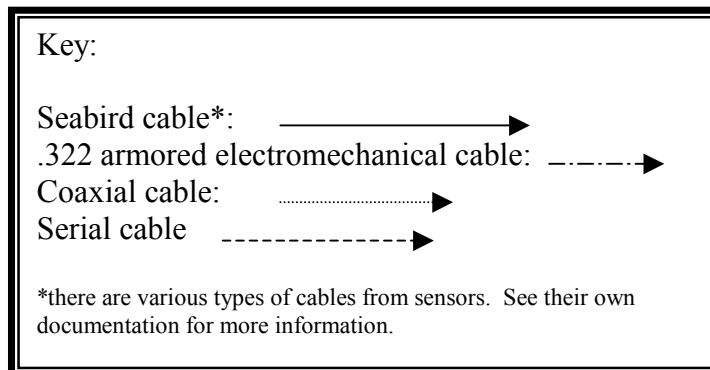 Key:
Seabird cable*:
.322 armored electromechanical cable:
Coaxial cable:
Serial cable
*there are various types of cables from sensors. See their own
documentation for more information.